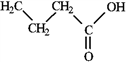 H₂C CH₂ OH
CH₂ C
O